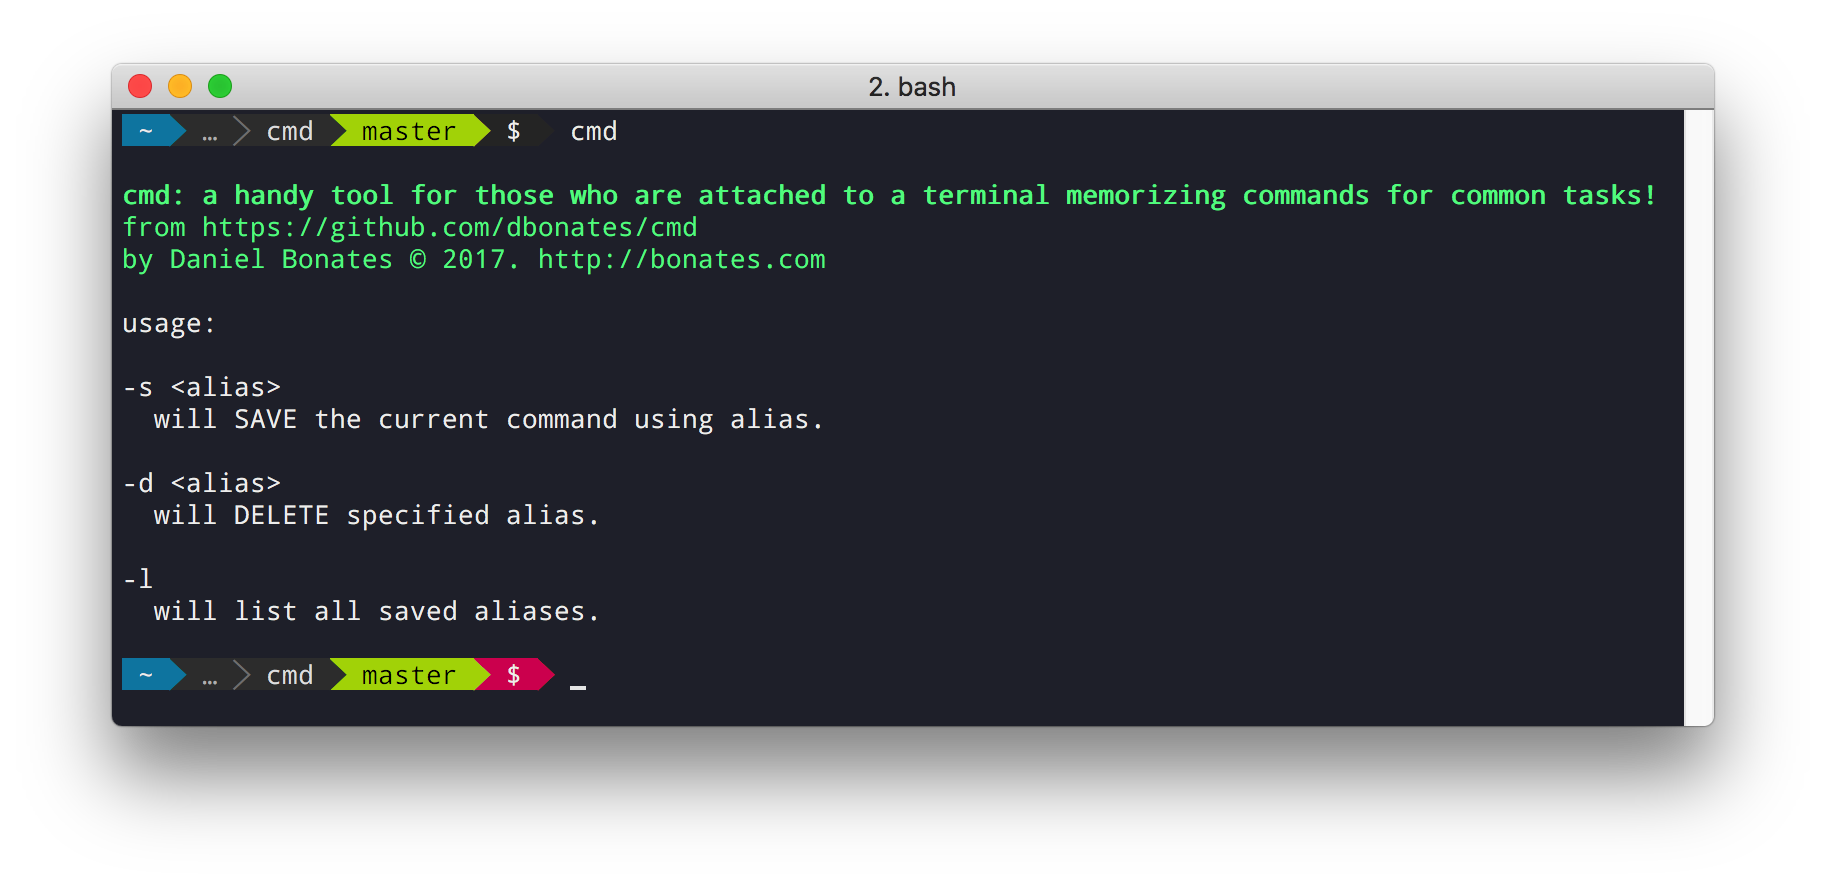 2. bash
~ … cmd master $ cmd
cmd: a handy tool for those who are attached to a terminal memorizing commands for common tasks!
from https://github.com/dbonates/cmd
by Daniel Bonates © 2017. http://bonates.com
usage:
-s <alias>
will SAVE the current command using alias.
-d <alias>
will DELETE specified alias.
-l
will list all saved aliases.
~ … cmd master $ _